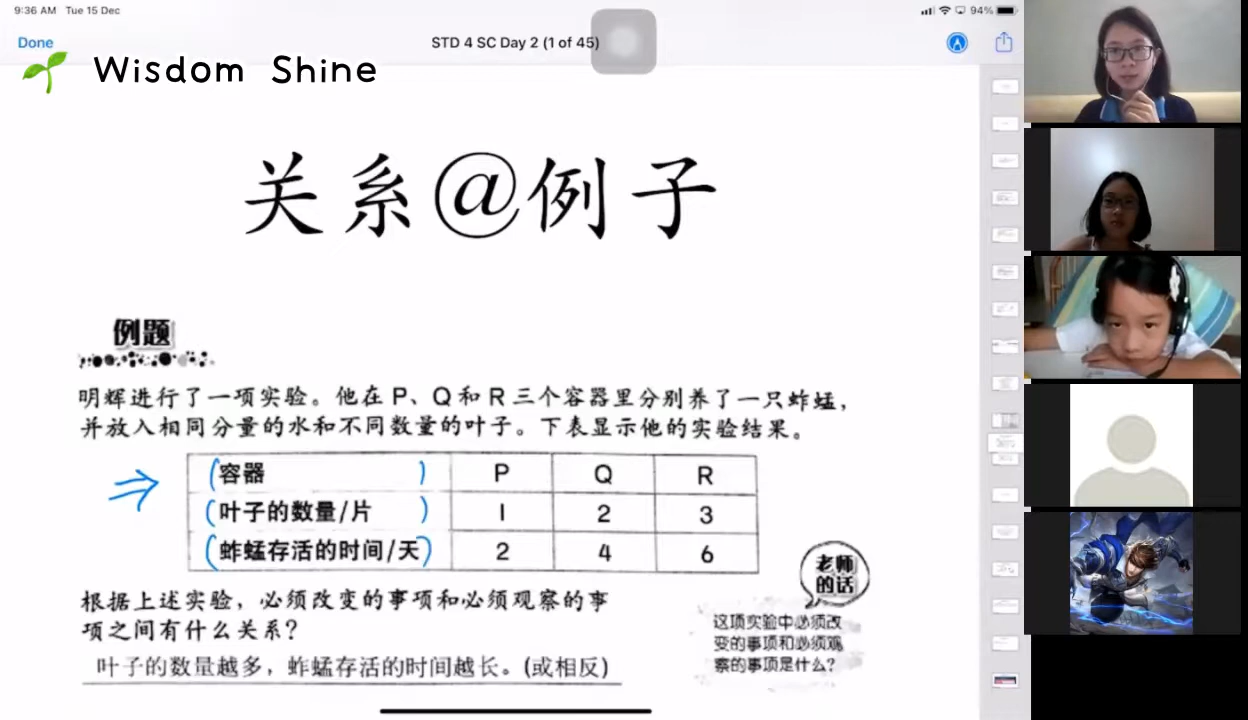 9:36 AM Tue 15 Dec
94%
Done
STD 4 SC Day 2 (1 of 45)
Wisdom Shine
关系@例子
例题
明辉进行了一项实验。他在 P、Q 和 R 三个容器里分别养了一只蚱蜢，
并放入相同分量的水和不同数量的叶子。下表显示他的实验结果。
(容器) P Q R
(叶子的数量/片) 1 2 3
(蚱蜢存活的时间/天) 2 4 6
根据上述实验，必须改变的事项和必须观察的事
项之间有什么关系？
叶子的数量越多，蚱蜢存活的时间越长。(或相反)
老师
的话
这项实验中必须改
变的事项和必须观
察的事项是什么？